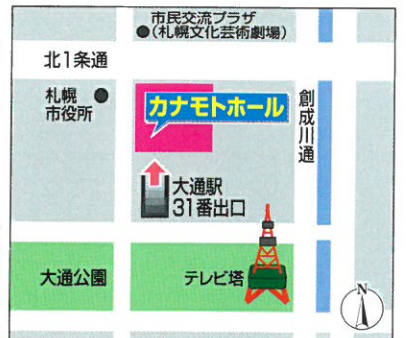 市民交流プラザ
●(札幌文化芸術劇場)
北1条通
札幌
市役所
カナモトホール
創成川通
大通駅
31番出口
大通公園
テレビ塔
N